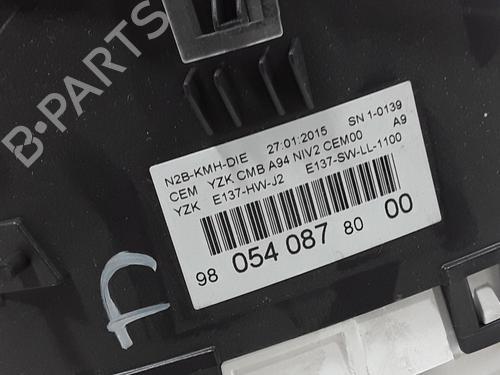 B-PARTS
N2B-KMH-DIE 27:01:2015 SN 1-0139
CEM YZK CMB A94 NIV2 CEM00 A9
YZK E137-HW-J2 E137-SW-LL-1100
98 054 087 80 00